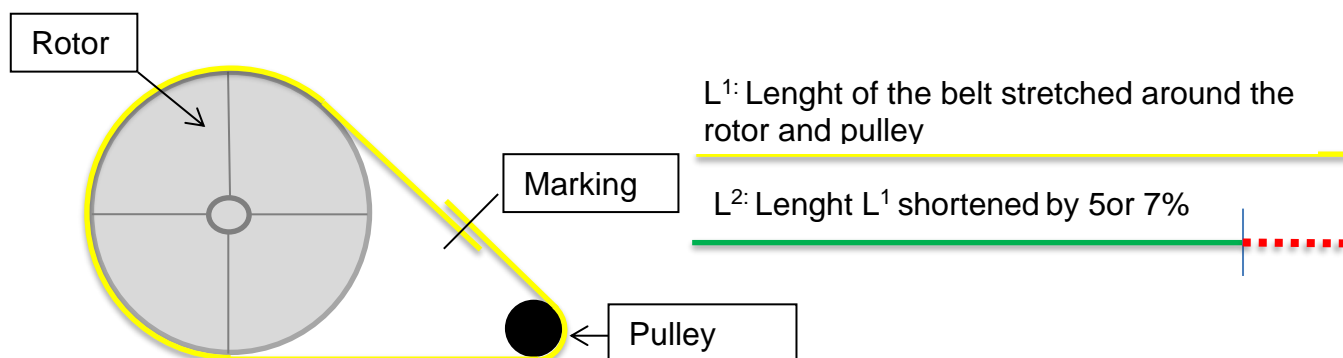 Rotor
L¹: Lenght of the belt stretched around the
rotor and pulley
Marking
L²: Lenght L¹ shortened by 5or 7%
Pulley